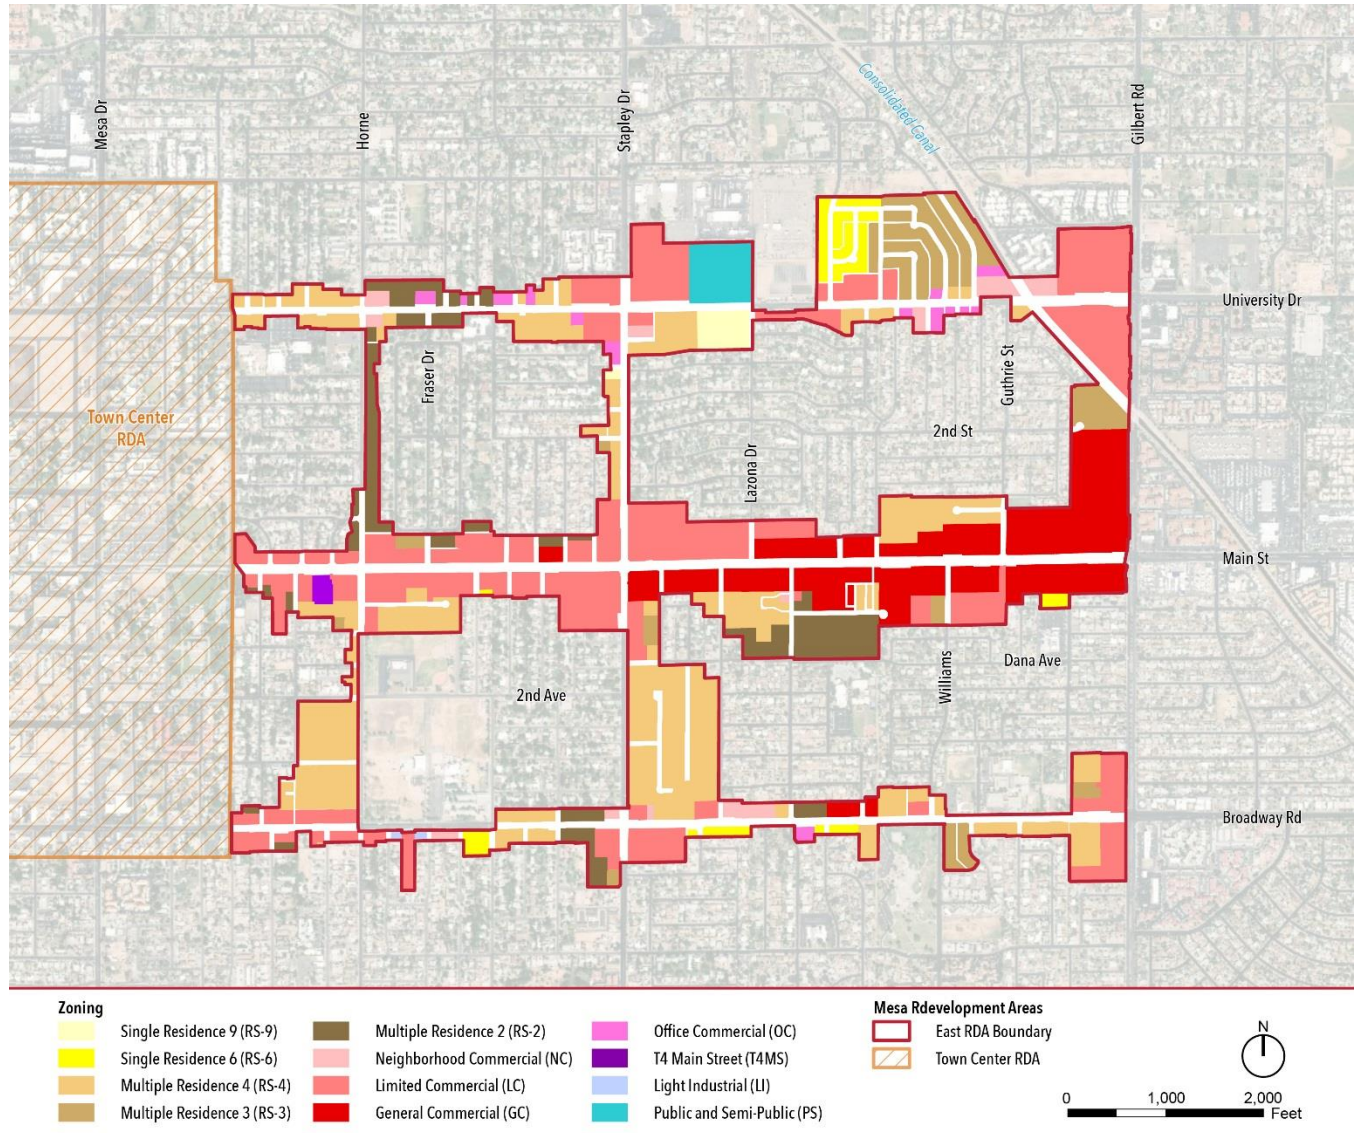 Mesa Dr
Horne
Stapley Dr
Consolidated Canal
Gilbert Rd
University Dr
Fraser Dr
Guthrie St
Town Center
RDA
2nd St
Lazona Dr
Main St
Williams
Dana Ave
2nd Ave
Broadway Rd
Zoning
Single Residence 9 (RS-9)
Single Residence 6 (RS-6)
Multiple Residence 4 (RS-4)
Multiple Residence 3 (RS-3)
Multiple Residence 2 (RS-2)
Neighborhood Commercial (NC)
Limited Commercial (LC)
General Commercial (GC)
Office Commercial (OC)
T4 Main Street (T4MS)
Light Industrial (LI)
Public and Semi-Public (PS)
Mesa Rdevelopment Areas
East RDA Boundary
Town Center RDA
N
0 1,000 2,000
Feet